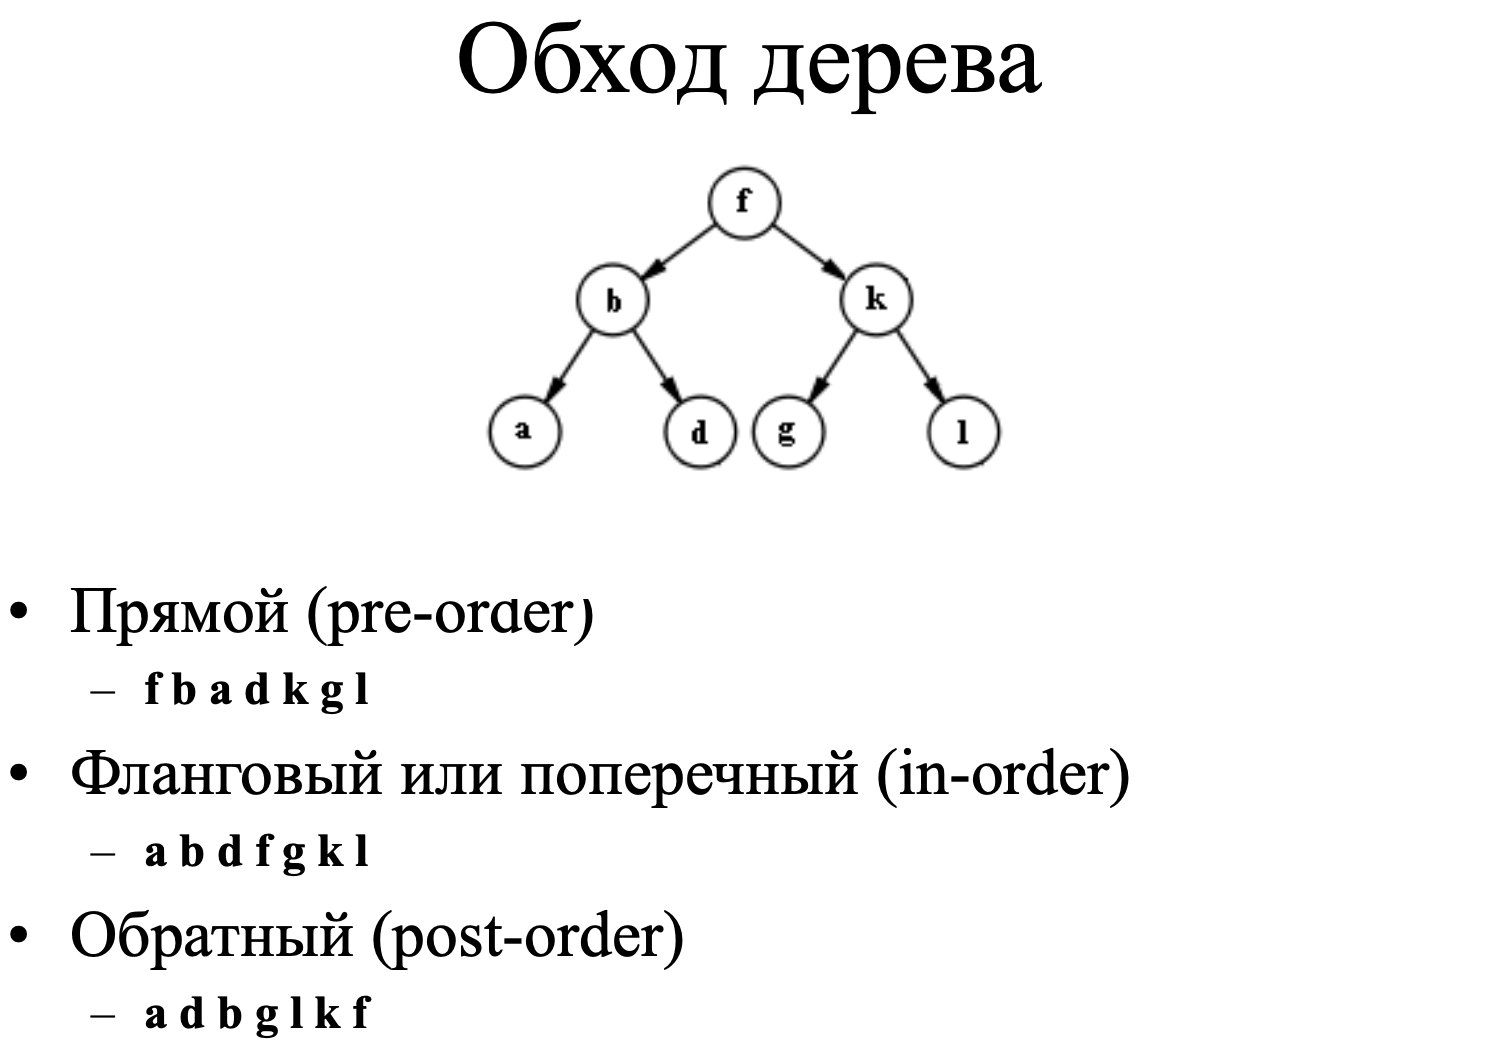 Обход дерева
f
b k
a d g l
• Прямой (pre-order)
– f b a d k g l
• Фланговый или поперечный (in-order)
– a b d f g k l
• Обратный (post-order)
– a d b g l k f